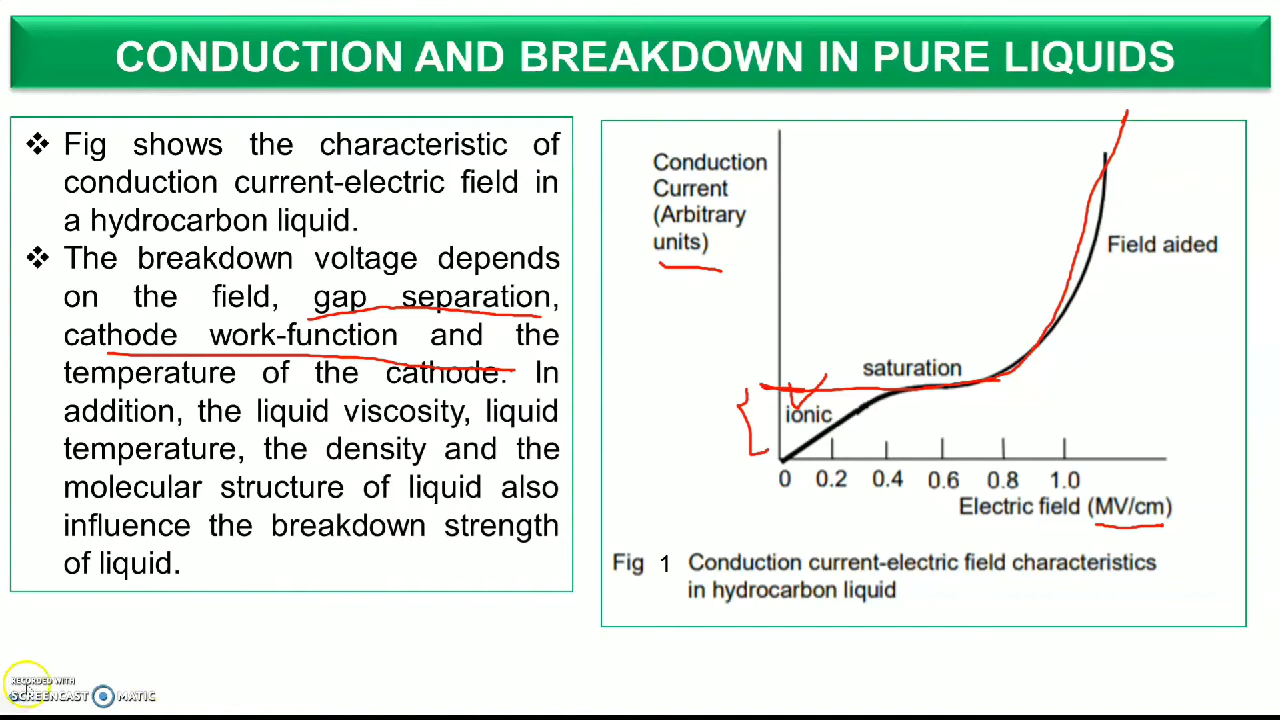 CONDUCTION AND BREAKDOWN IN PURE LIQUIDS
❖ Fig shows the characteristic of
conduction current-electric field in
a hydrocarbon liquid.
❖ The breakdown voltage depends
on the field, gap separation,
cathode work-function and the
temperature of the cathode. In
addition, the liquid viscosity, liquid
temperature, the density and the
molecular structure of liquid also
influence the breakdown strength
of liquid.
Conduction
Current
(Arbitrary
units)
Field aided
saturation
ionic
0 0.2 0.4 0.6 0.8 1.0
Electric field (MV/cm)
Fig 1 Conduction current-electric field characteristics
in hydrocarbon liquid
RECORDED WITH
SCREENCAST MATIC